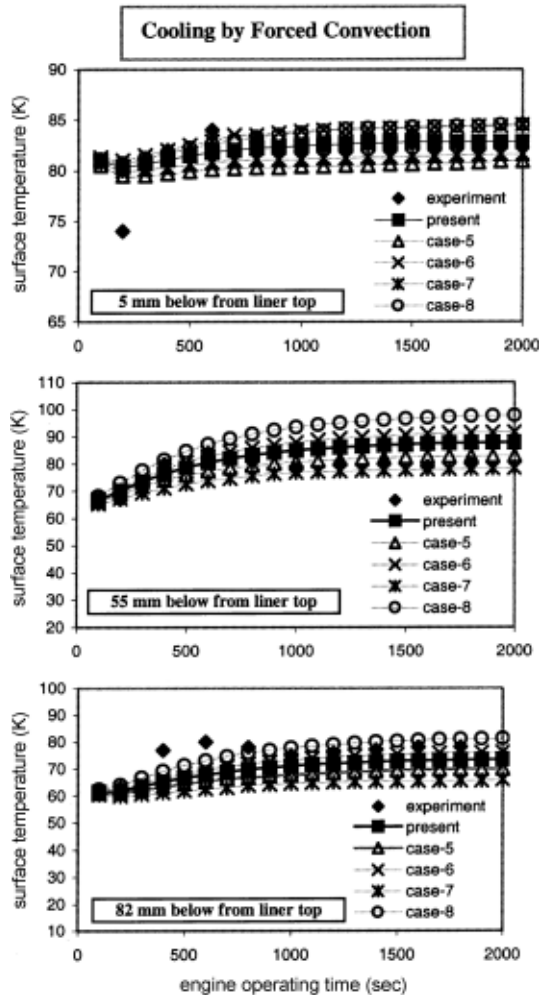 Cooling by Forced Convection
90
85
80
75
70
65
surface temperature (K)
experiment
present
case-5
case-6
case-7
case-8
5 mm below from liner top
0 500 1000 1500 2000
110
100
90
80
70
60
50
40
30
20
surface temperature (K)
experiment
present
case-5
case-6
case-7
case-8
55 mm below from liner top
0 500 1000 1500 2000
100
90
80
70
60
50
40
30
20
10
surface temperature (K)
experiment
present
case-5
case-6
case-7
case-8
82 mm below from liner top
0 500 1000 1500 2000
engine operating time (sec)